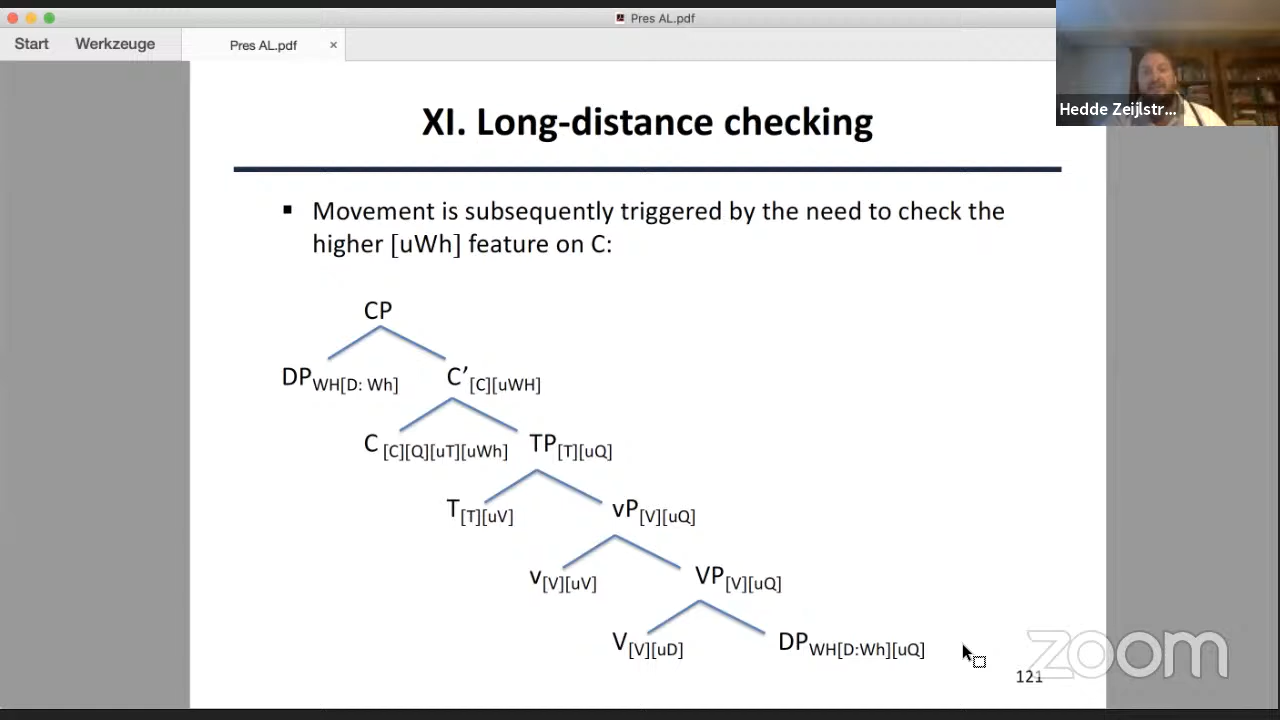 Pres AL.pdf
Start Werkzeuge Pres AL.pdf ×
Hedde Zeijlstr...
XI. Long-distance checking
▪ Movement is subsequently triggered by the need to check the
higher [uWh] feature on C:
CP
DP WH[D: Wh] C’ [C][uWH]
C [C][Q][uT][uWh] TP [T][uQ]
T [T][uV] vP [V][uQ]
v [V][uV] VP [V][uQ]
V [V][uD] DP WH[D:Wh][uQ]
zoom
121